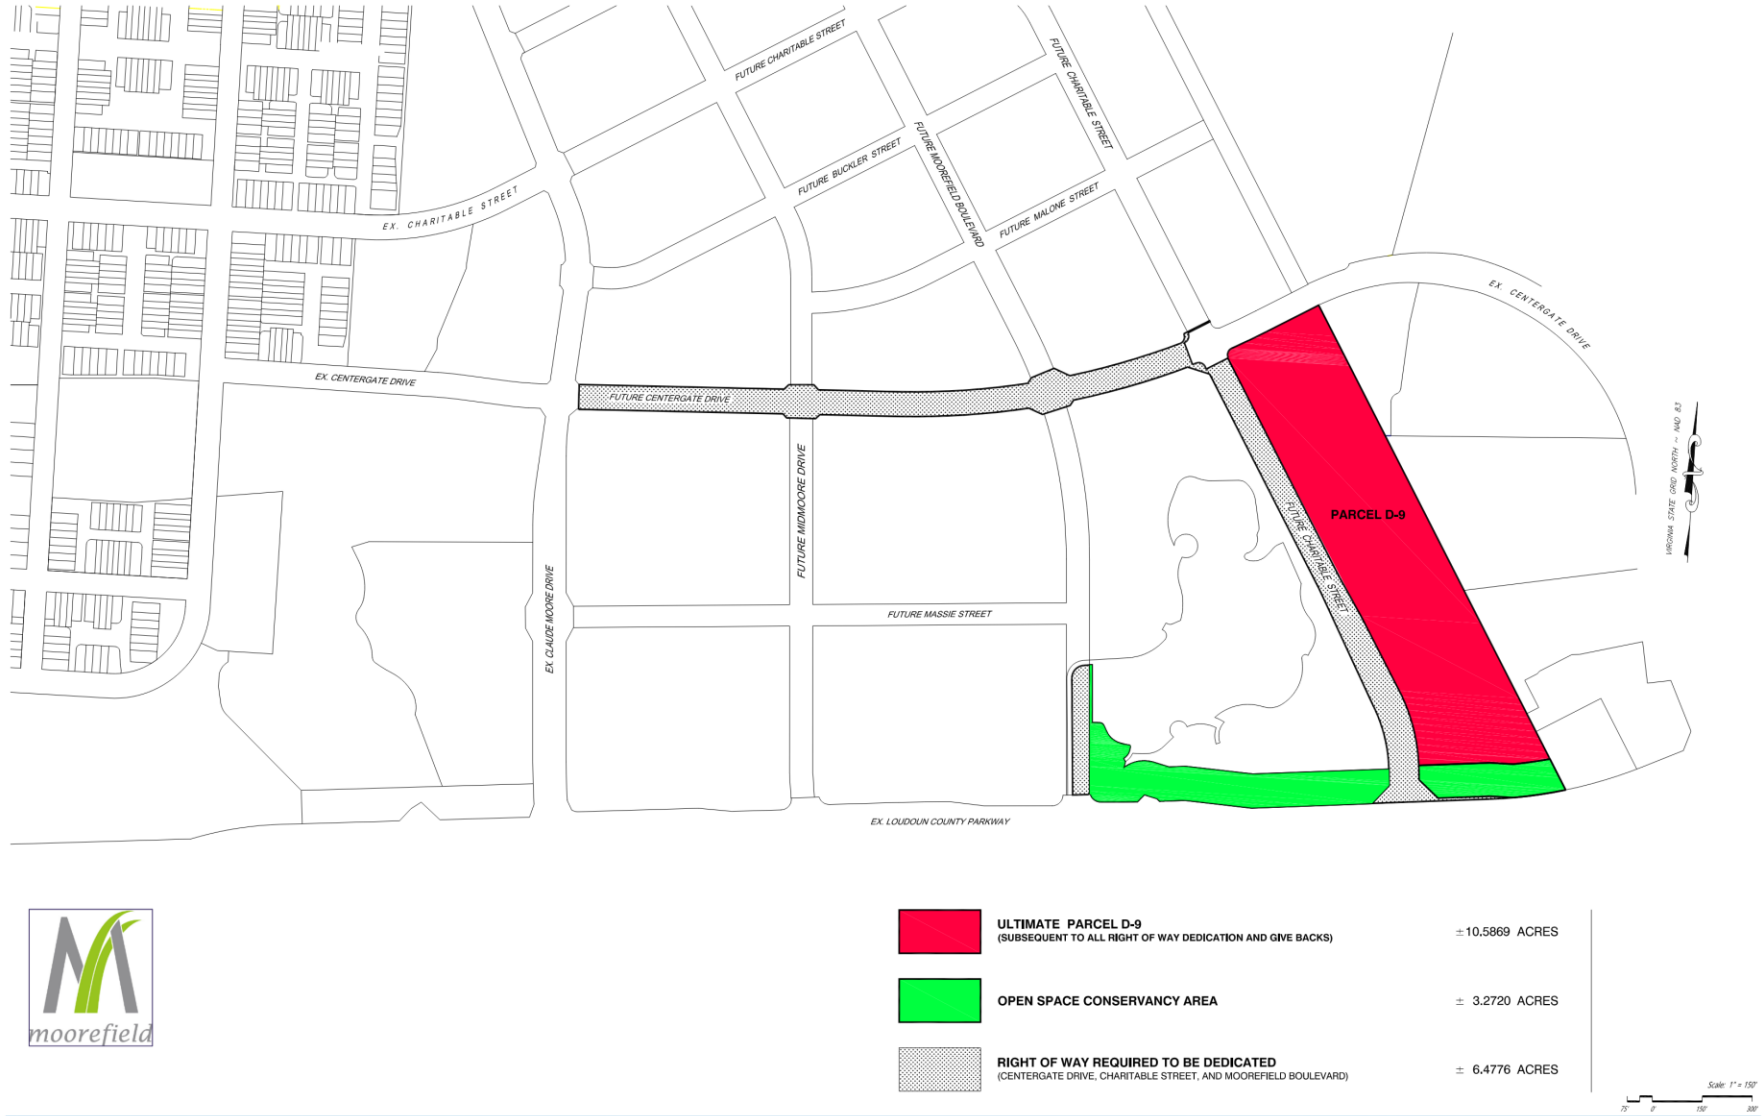 FUTURE CHARITABLE STREET
FUTURE CHARITABLE STREET
FUTURE BUCKLER STREET
FUTURE MOOREFIELD BOULEVARD
FUTURE MALONE STREET
EX. CHARITABLE STREET
EX. CENTERGATE DRIVE
EX. CENTERGATE DRIVE
FUTURE CENTERGATE DRIVE
FUTURE MIDMOORE DRIVE
VIRGINIA STATE GRID NORTH ~ NAD 83
PARCEL D-9
FUTURE CHARITABLE STREET
EX. CLAUDE MOORE DRIVE
FUTURE MASSIE STREET
EX. LOUDOUN COUNTY PARKWAY
moorefield
ULTIMATE PARCEL D-9
(SUBSEQUENT TO ALL RIGHT OF WAY DEDICATION AND GIVE BACKS)
±10.5869 ACRES
OPEN SPACE CONSERVANCY AREA
± 3.2720 ACRES
RIGHT OF WAY REQUIRED TO BE DEDICATED
(CENTERGATE DRIVE, CHARITABLE STREET, AND MOOREFIELD BOULEVARD)
± 6.4776 ACRES
Scale: 1" = 150'
75' 0' 150' 300'